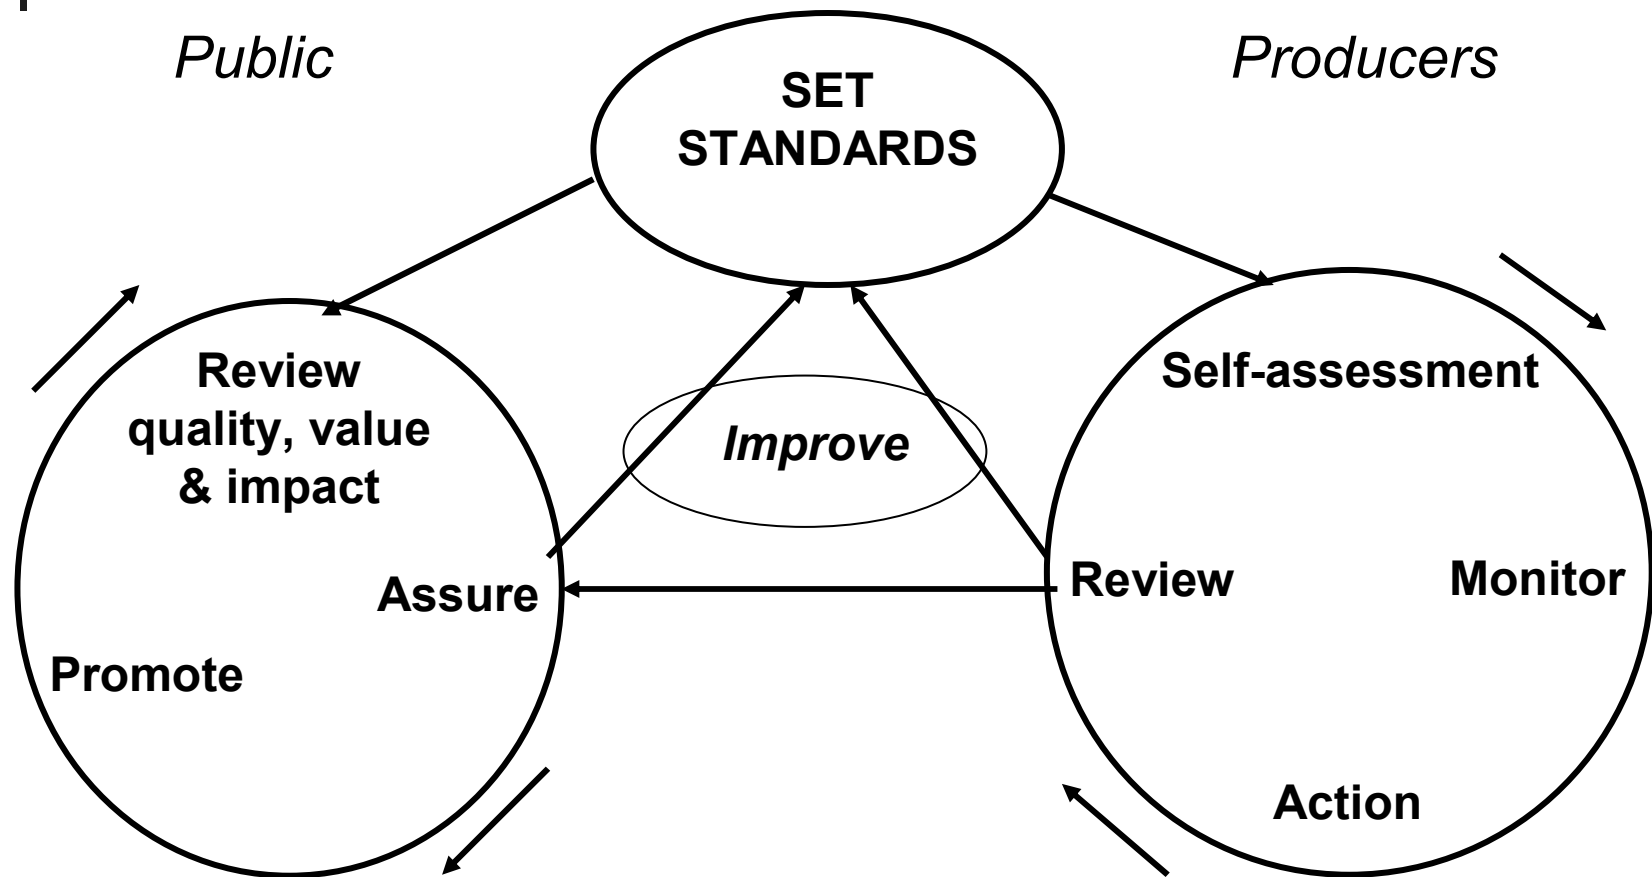 Public
Producers
SET
STANDARDS
Review
quality, value
& impact
Self-assessment
Improve
Assure
Review
Monitor
Promote
Action